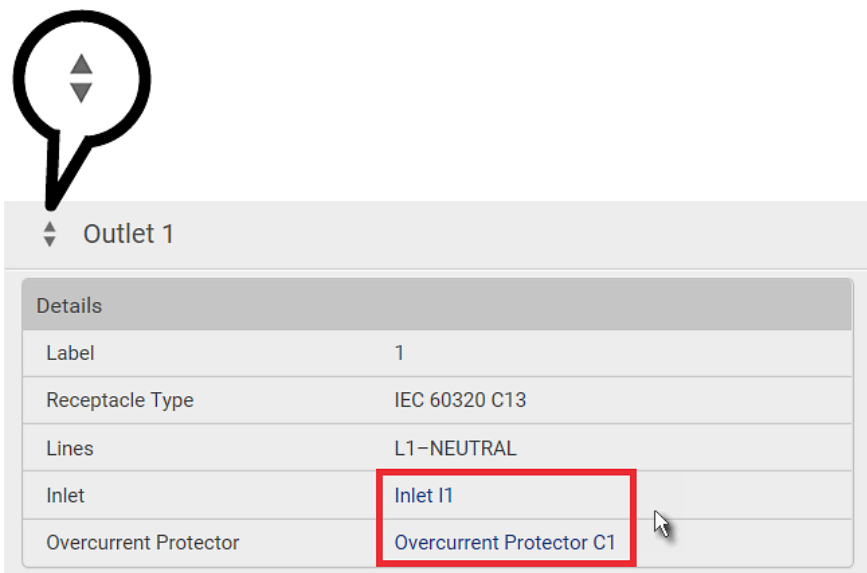 Outlet 1
Details
Label 1
Receptacle Type IEC 60320 C13
Lines L1–NEUTRAL
Inlet Inlet I1
Overcurrent Protector Overcurrent Protector C1